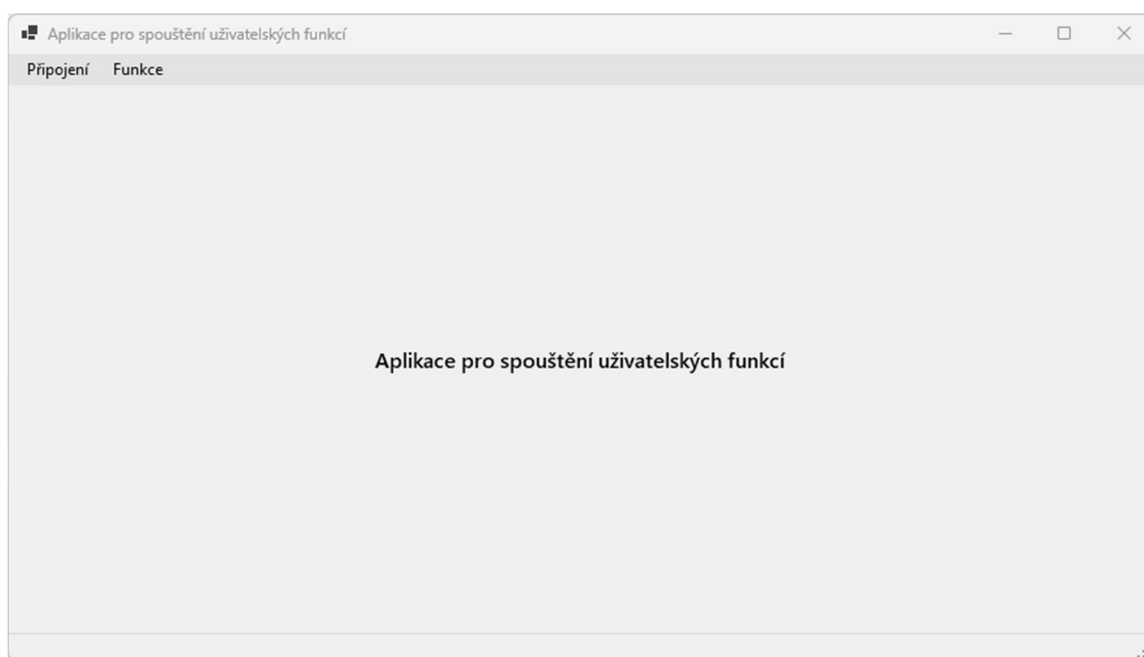 Aplikace pro spouštění uživatelských funkcí
Připojení Funkce
Aplikace pro spouštění uživatelských funkcí